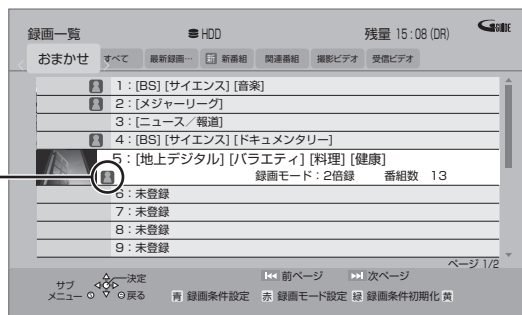 録画一覧 HDD 残量 15:08 (DR) G GUIDE
おまかせ すべて 最新録画… 新番組 関連番組 撮影ビデオ 受信ビデオ
1：[BS] [サイエンス] [音楽]
2：[メジャーリーグ]
3：[ニュース／報道]
4：[BS] [サイエンス] [ドキュメンタリー]
5：[地上デジタル] [バラエティ] [料理] [健康]
録画モード：2倍録 番組数 13
6：未登録
7：未登録
8：未登録
9：未登録
ページ 1/2
サブメニュー 決定 戻る 前ページ 次ページ
青 録画条件設定 赤 録画モード設定 緑 録画条件初期化 黄